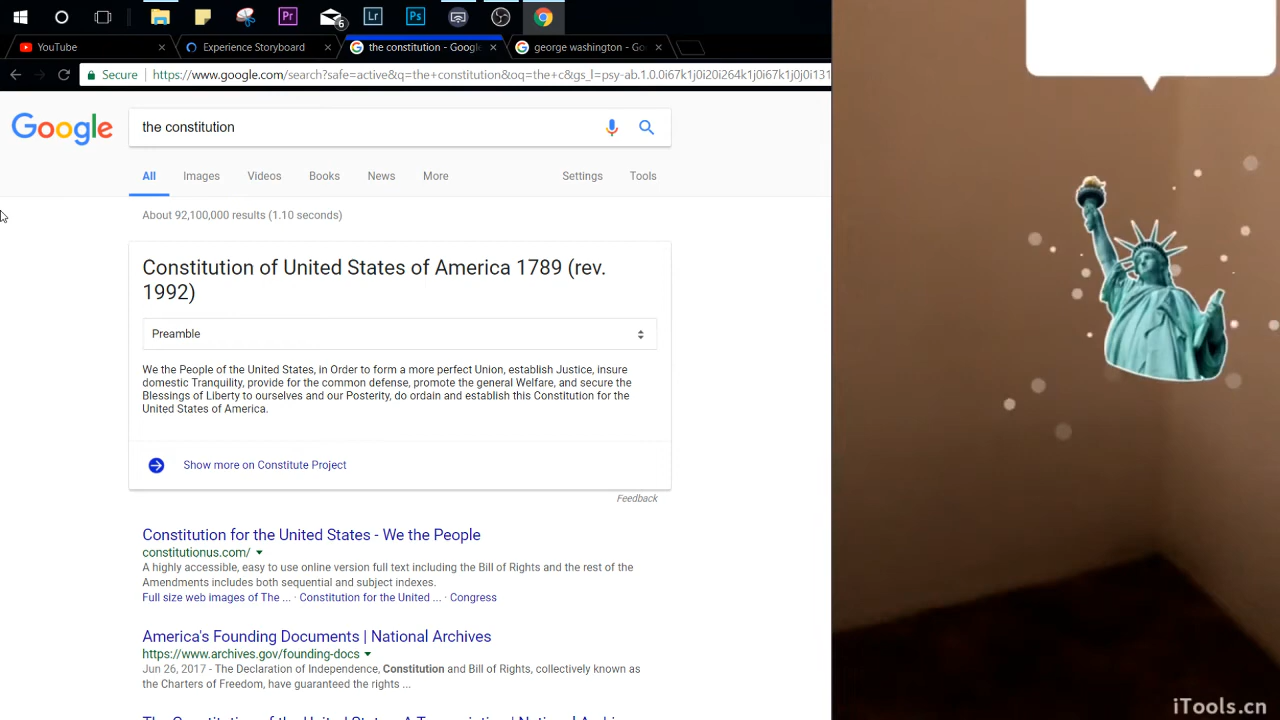 Pr 6 Lr Ps
YouTube × Experience Storyboard × the constitution - Google × george washington - Go ×
Secure https://www.google.com/search?safe=active&q=the+constitution&oq=the+c&gs_l=psy-ab.1.0.0i67k1j0i20i264k1j0i67k1j0j0i131
Google the constitution
All Images Videos Books News More Settings Tools
About 92,100,000 results (1.10 seconds)
Constitution of United States of America 1789 (rev.
1992)
Preamble
We the People of the United States, in Order to form a more perfect Union, establish Justice, insure
domestic Tranquility, provide for the common defense, promote the general Welfare, and secure the
Blessings of Liberty to ourselves and our Posterity, do ordain and establish this Constitution for the
United States of America.
Show more on Constitute Project
Feedback
Constitution for the United States - We the People
constitutionus.com/
A highly accessible, easy to use online version full text including the Bill of Rights and the rest of the
Amendments includes both sequential and subject indexes.
Full size web images of The ... · Constitution for the United ... · Congress
America's Founding Documents | National Archives
https://www.archives.gov/founding-docs
Jun 26, 2017 - The Declaration of Independence, Constitution and Bill of Rights, collectively known as
the Charters of Freedom, have guaranteed the rights ...
iTools.cn